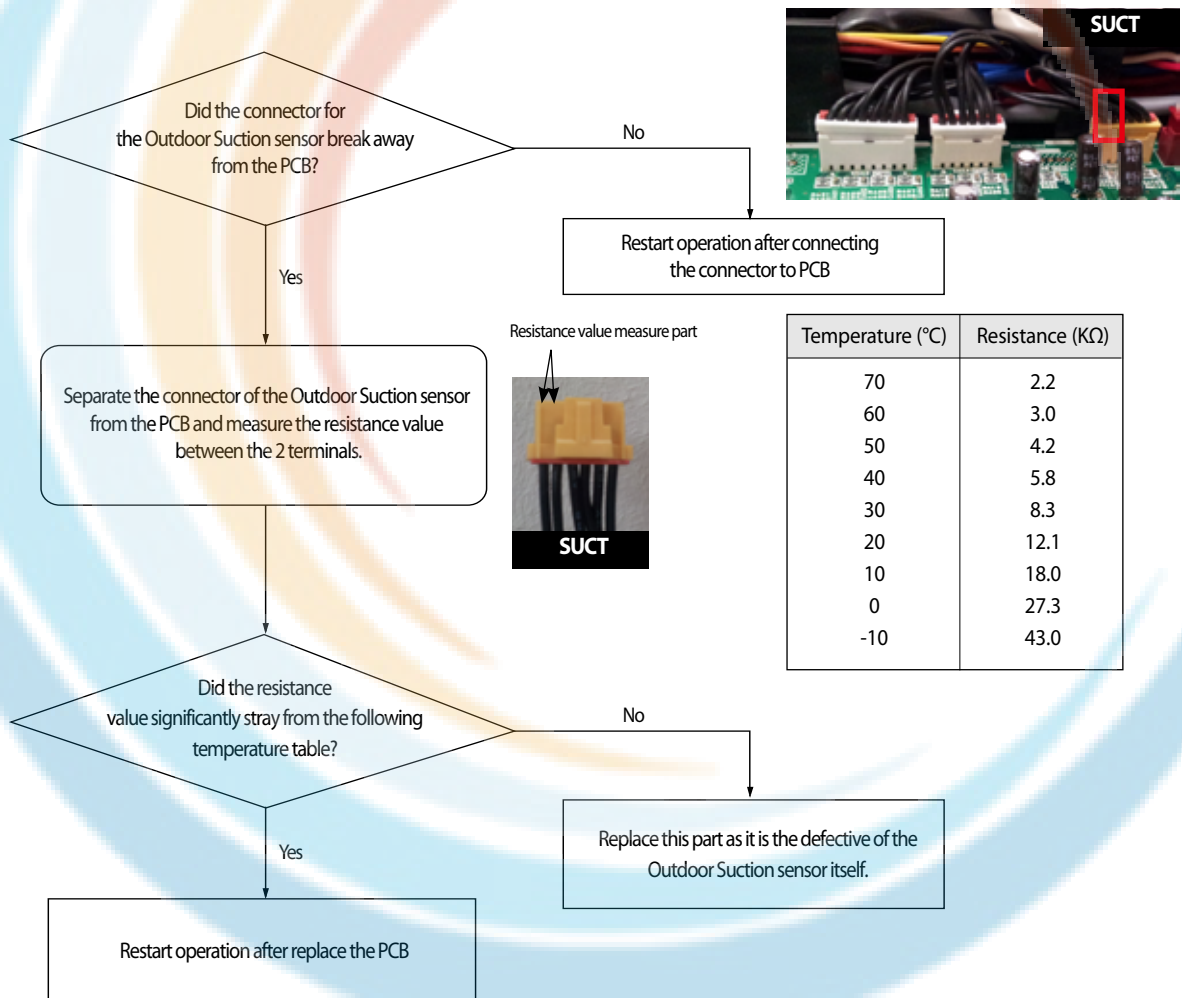 SUCT
Did the connector for
the Outdoor Suction sensor break away
from the PCB?
No
Restart operation after connecting
the connector to PCB
Yes
Resistance value measure part
Separate the connector of the Outdoor Suction sensor
from the PCB and measure the resistance value
between the 2 terminals.
SUCT
Temperature (°C) Resistance (KΩ)
70 2.2
60 3.0
50 4.2
40 5.8
30 8.3
20 12.1
10 18.0
0 27.3
-10 43.0
Did the resistance
value significantly stray from the following
temperature table?
No
Replace this part as it is the defective of the
Outdoor Suction sensor itself.
Yes
Restart operation after replace the PCB